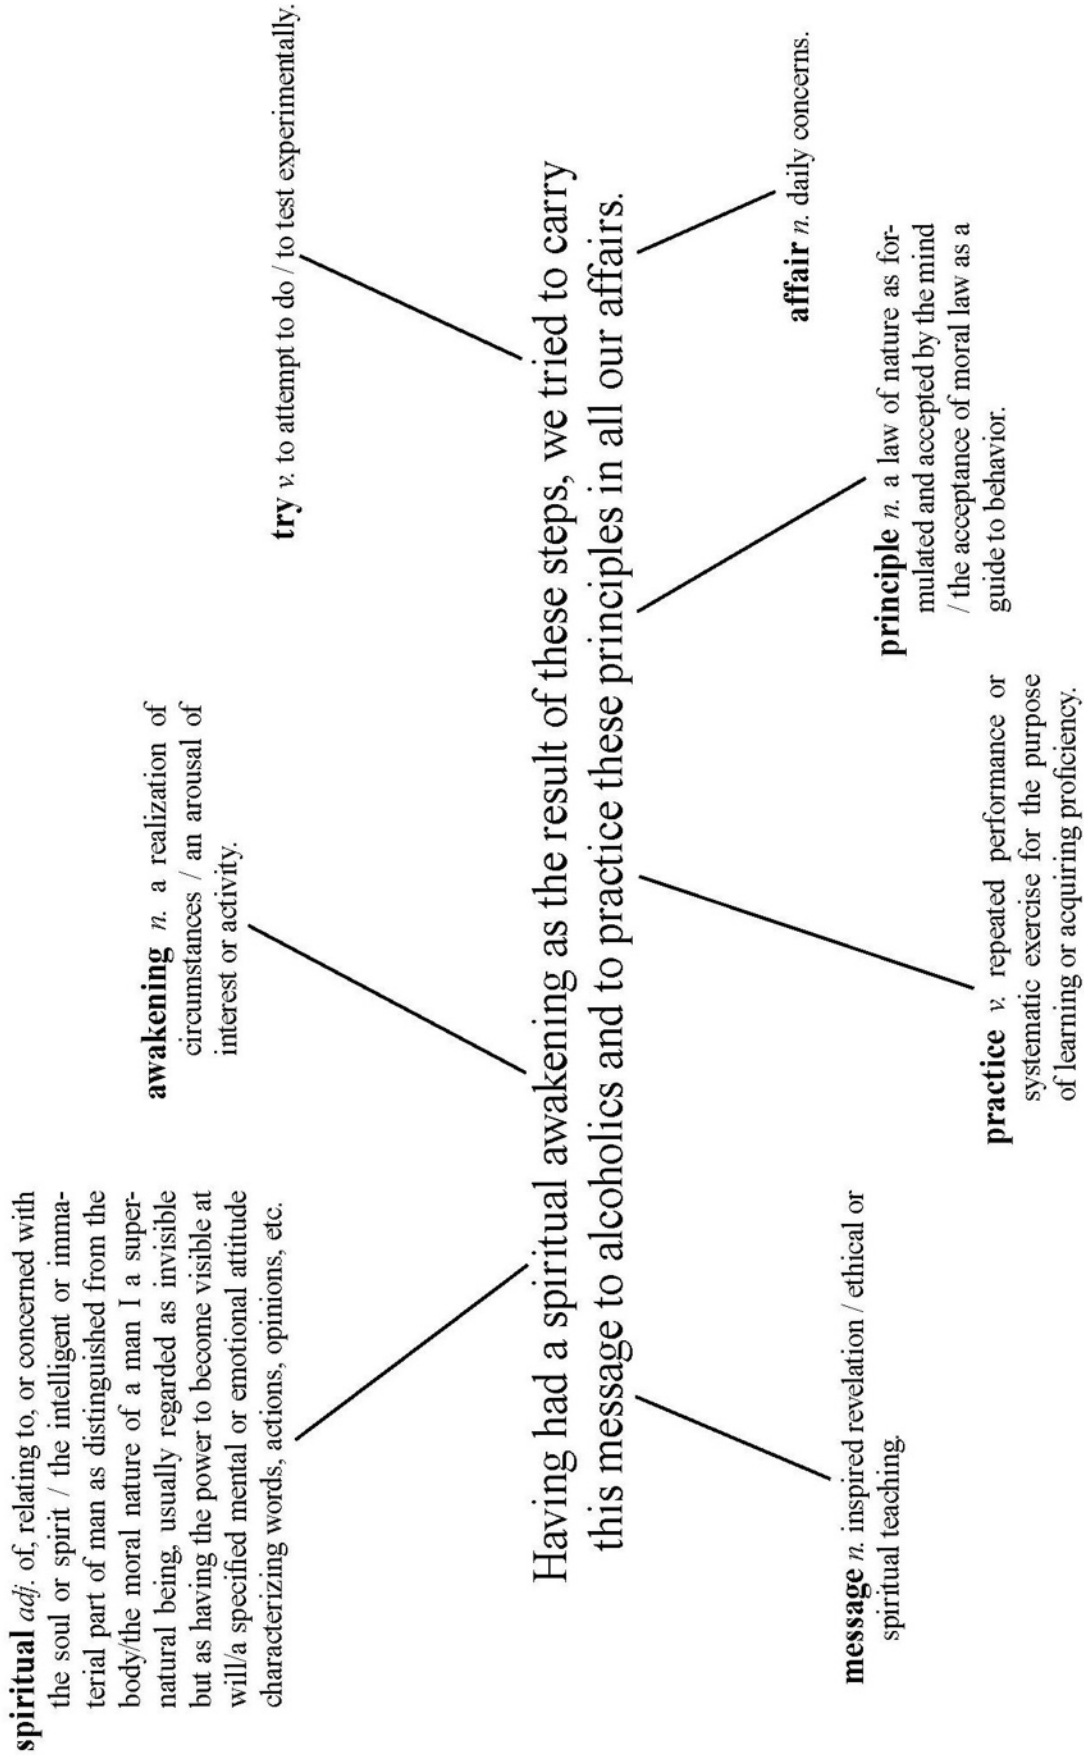 spiritual adj. of, relating to, or concerned with
the soul or spirit / the intelligent or imma-
terial part of man as distinguished from the
body/the moral nature of a man I a super-
natural being, usually regarded as invisible
but as having the power to become visible at
will/a specified mental or emotional attitude
characterizing words, actions, opinions, etc.
awakening n. a realization of
circumstances / an arousal of
interest or activity.
try v. to attempt to do / to test experimentally.
Having had a spiritual awakening as the result of these steps, we tried to carry
this message to alcoholics and to practice these principles in all our affairs.
message n. inspired revelation / ethical or
spiritual teaching.
practice v. repeated performance or
systematic exercise for the purpose
of learning or acquiring proficiency.
principle n. a law of nature as for-
mulated and accepted by the mind
/ the acceptance of moral law as a
guide to behavior.
affair n. daily concerns.